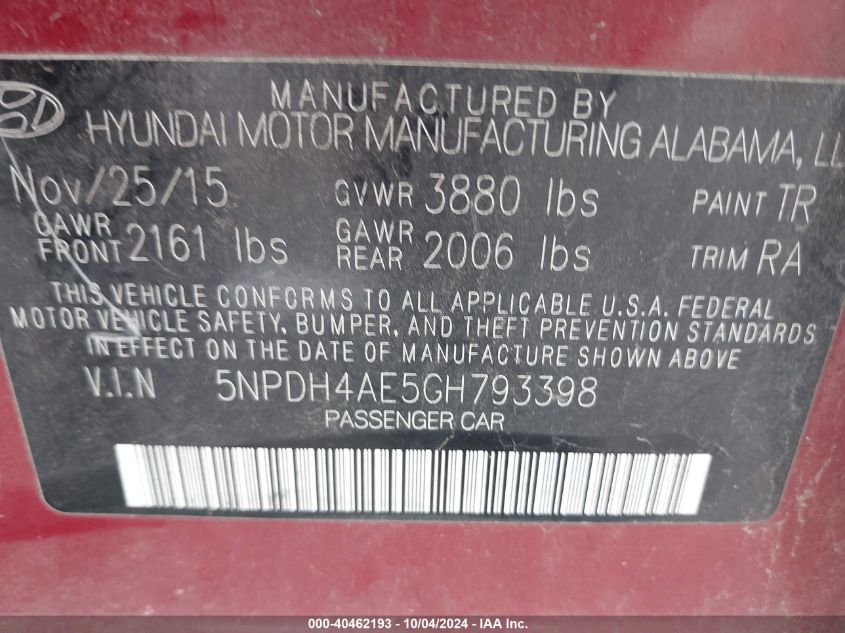 MANUFACTURED BY
HYUNDAI MOTOR MANUFACTURING ALABAMA, LL
Nov/25/15 GVWR 3880 lbs PAINT TR
GAWR FRONT 2161 lbs GAWR REAR 2006 lbs TRIM RA
THIS VEHICLE CONFORMS TO ALL APPLICABLE U.S.A. FEDERAL
MOTOR VEHICLE SAFETY, BUMPER, AND THEFT PREVENTION STANDARDS
IN EFFECT ON THE DATE OF MANUFACTURE SHOWN ABOVE
V.I.N 5NPDH4AE5GH793398
PASSENGER CAR
000-40462193 - 10/04/2024 - IAA Inc.